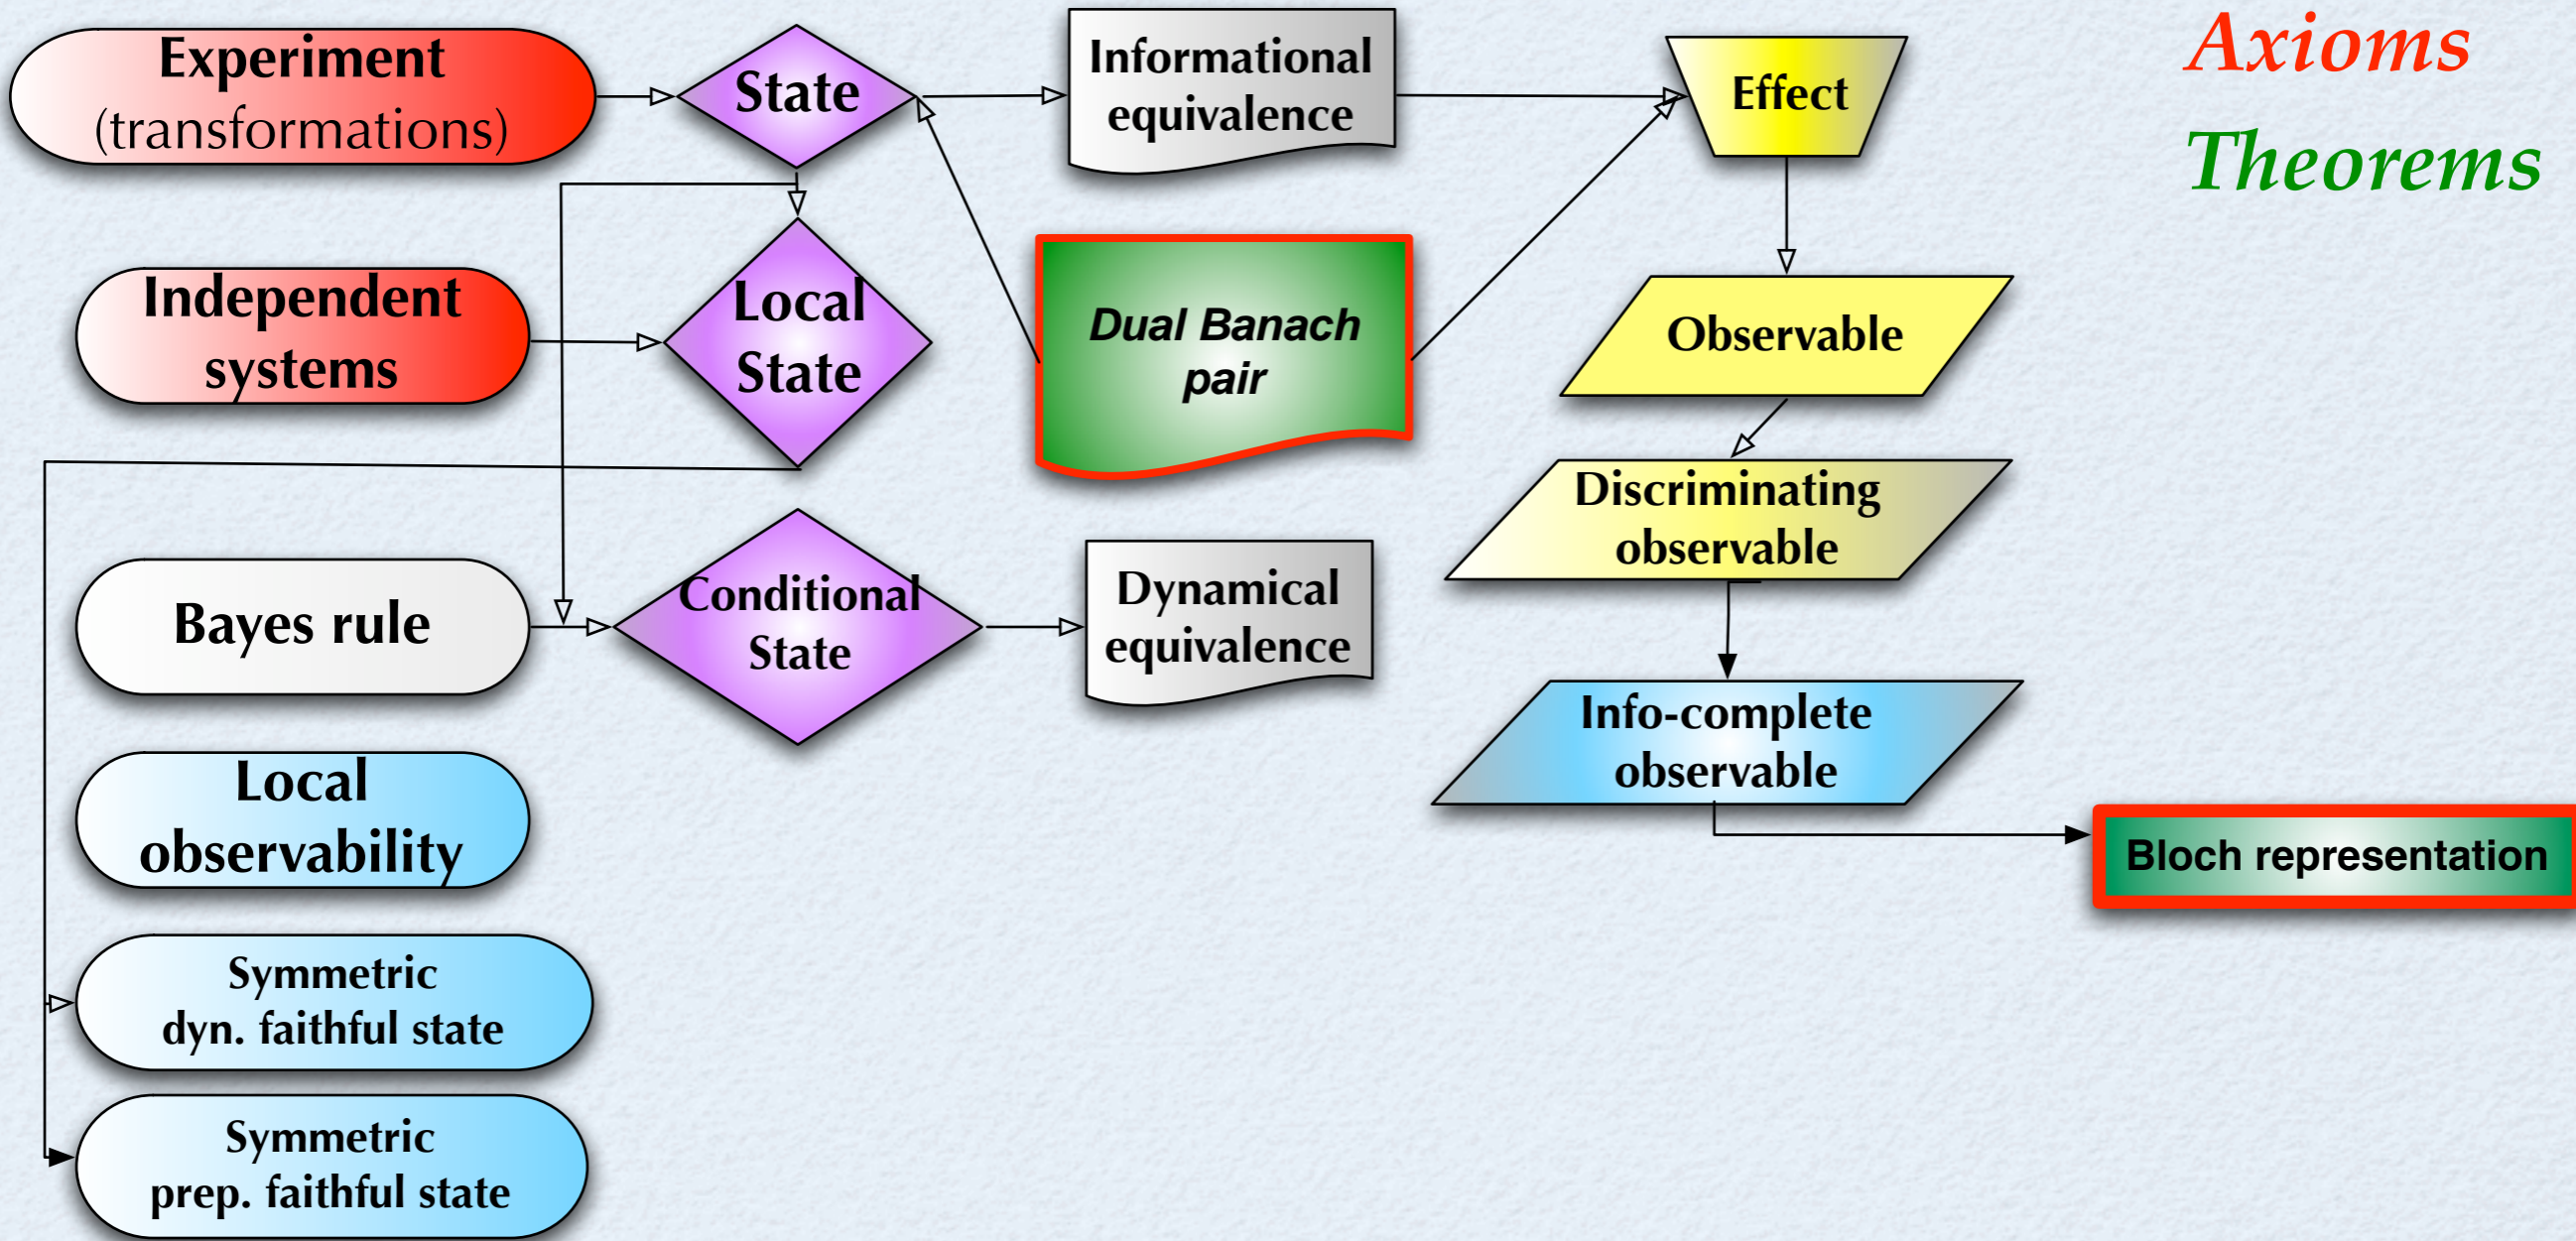 Experiment
(transformations)
State
Informational
equivalence
Effect
Axioms
Theorems
Independent
systems
Local
State
Dual Banach
pair
Observable
Discriminating
observable
Bayes rule
Conditional
State
Dynamical
equivalence
Info-complete
observable
Local
observability
Bloch representation
Symmetric
dyn. faithful state
Symmetric
prep. faithful state